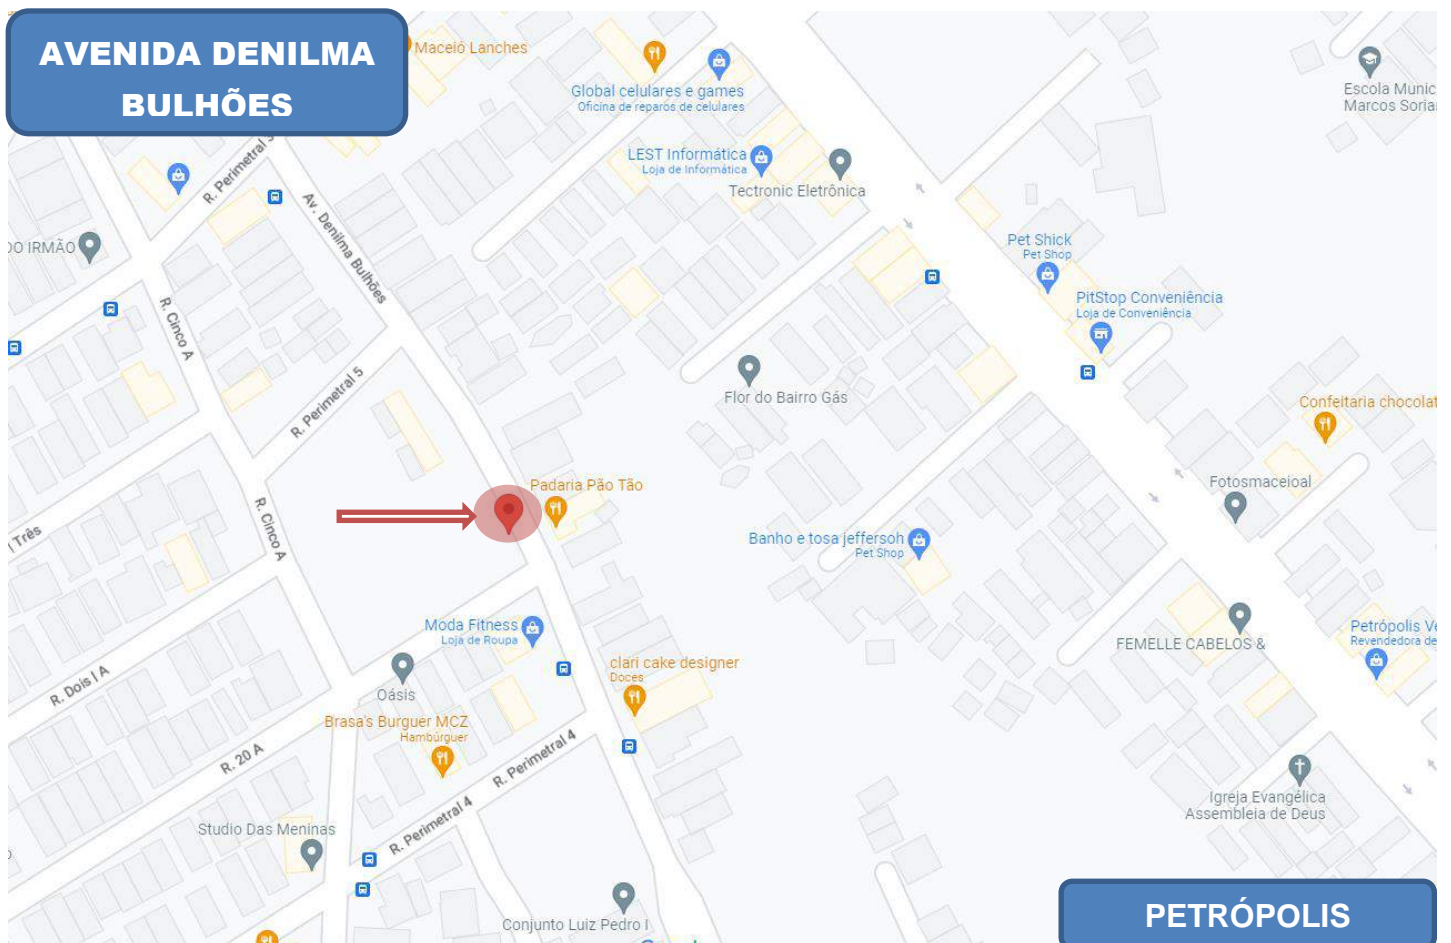 AVENIDA DENILMA
BULHÕES
Maceió Lanches
Global celulares e games
Oficina de reparos de celulares
Escola Munic
Marcos Soria
LEST Informática
Loja de Informática
Tectronic Eletrônica
R. Perimetral 3
Av. Denilma Bulhões
DO IRMÃO
Pet Shick
Pet Shop
PitStop Conveniência
Loja de Conveniência
R. Cinco A
R. Perimetral 5
Flor do Bairro Gás
Confeitaria chocolat
Padaria Pão Tão
Fotosmaceioal
R. Cinco A
Três
Banho e tosa jeffersoh
Pet Shop
Moda Fitness
Loja de Roupa
FEMELLE CABELOS &
Petrópolis Ve
Revendedora de
clari cake designer
Doces
R. Dois I A
Oásis
Brasa's Burguer MCZ
Hambúrguer
R. 20 A
R. Perimetral 4
R. Perimetral 4
Igreja Evangélica
Assembleia de Deus
Studio Das Meninas
Conjunto Luiz Pedro I
PETRÓPOLIS